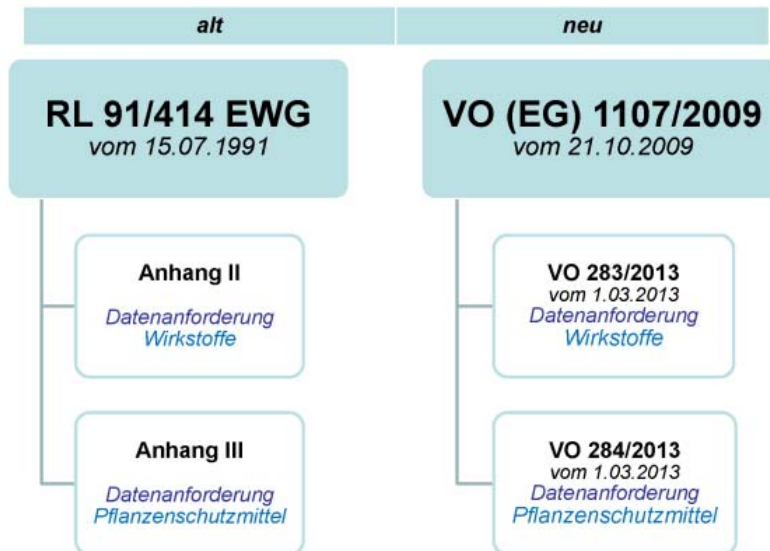 alt
neu
RL 91/414 EWG
vom 15.07.1991
VO (EG) 1107/2009
vom 21.10.2009
Anhang II
Datenanforderung
Wirkstoffe
VO 283/2013
vom 1.03.2013
Datenanforderung
Wirkstoffe
Anhang III
Datenanforderung
Pflanzenschutzmittel
VO 284/2013
vom 1.03.2013
Datenanforderung
Pflanzenschutzmittel